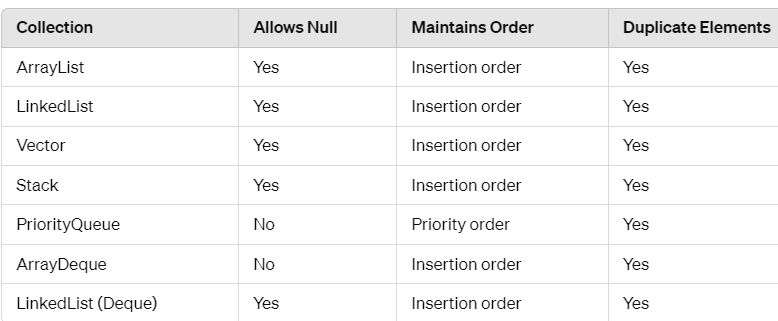 Collection Allows Null Maintains Order Duplicate Elements
ArrayList Yes Insertion order Yes
LinkedList Yes Insertion order Yes
Vector Yes Insertion order Yes
Stack Yes Insertion order Yes
PriorityQueue No Priority order Yes
ArrayDeque No Insertion order Yes
LinkedList (Deque) Yes Insertion order Yes